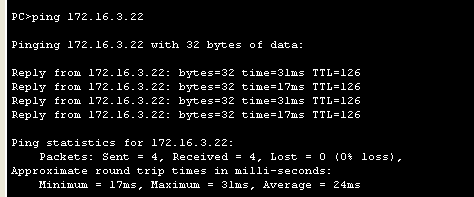 PC>ping 172.16.3.22
Pinging 172.16.3.22 with 32 bytes of data:
Reply from 172.16.3.22: bytes=32 time=31ms TTL=126
Reply from 172.16.3.22: bytes=32 time=17ms TTL=126
Reply from 172.16.3.22: bytes=32 time=31ms TTL=126
Reply from 172.16.3.22: bytes=32 time=17ms TTL=126
Ping statistics for 172.16.3.22:
Packets: Sent = 4, Received = 4, Lost = 0 (0% loss),
Approximate round trip times in milli-seconds:
Minimum = 17ms, Maximum = 31ms, Average = 24ms